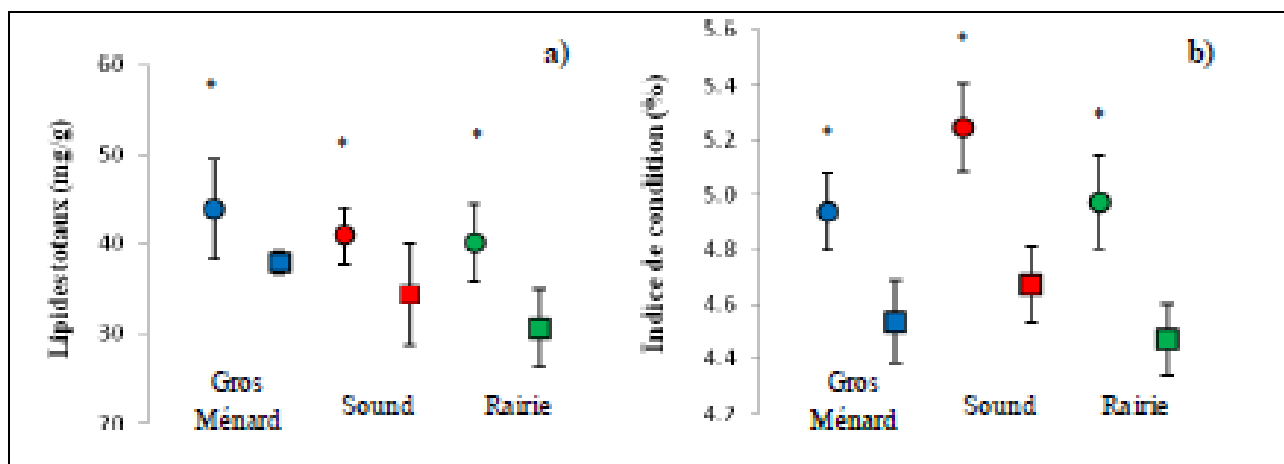 a)
Lipides totaux (mg/g)
60
50
40
30
20
*
*
*
Gros
Ménard
Sound
Rairie
b)
Indice de condition (%)
5.6
5.4
5.2
5.0
4.8
4.6
4.4
4.2
*
*
*
Gros
Ménard
Sound
Rairie